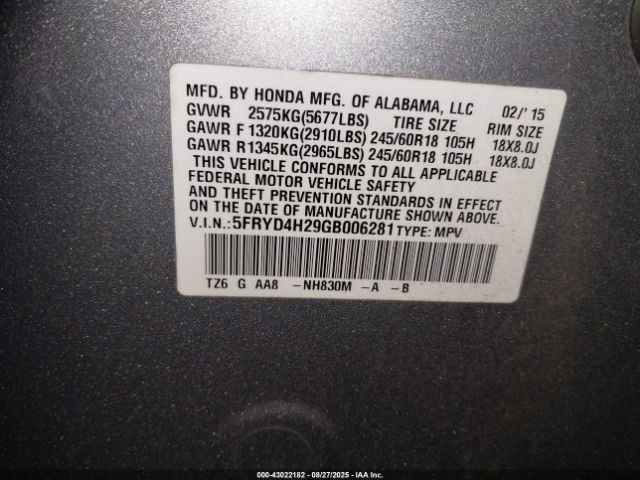 MFD. BY HONDA MFG. OF ALABAMA, LLC 02/'15
GVWR 2575KG(5677LBS) TIRE SIZE RIM SIZE
GAWR F 1320KG(2910LBS) 245/60R18 105H 18X8.0J
GAWR R1345KG(2965LBS) 245/60R18 105H 18X8.0J
THIS VEHICLE CONFORMS TO ALL APPLICABLE
FEDERAL MOTOR VEHICLE SAFETY
AND THEFT PREVENTION STANDARDS IN EFFECT
ON THE DATE OF MANUFACTURE SHOWN ABOVE.
V.I.N.: 5FRYD4H29GB006281 TYPE: MPV
TZ6 G AA8 -NH830M -A -B
000-43022182 - 08/27/2025 - IAA Inc.